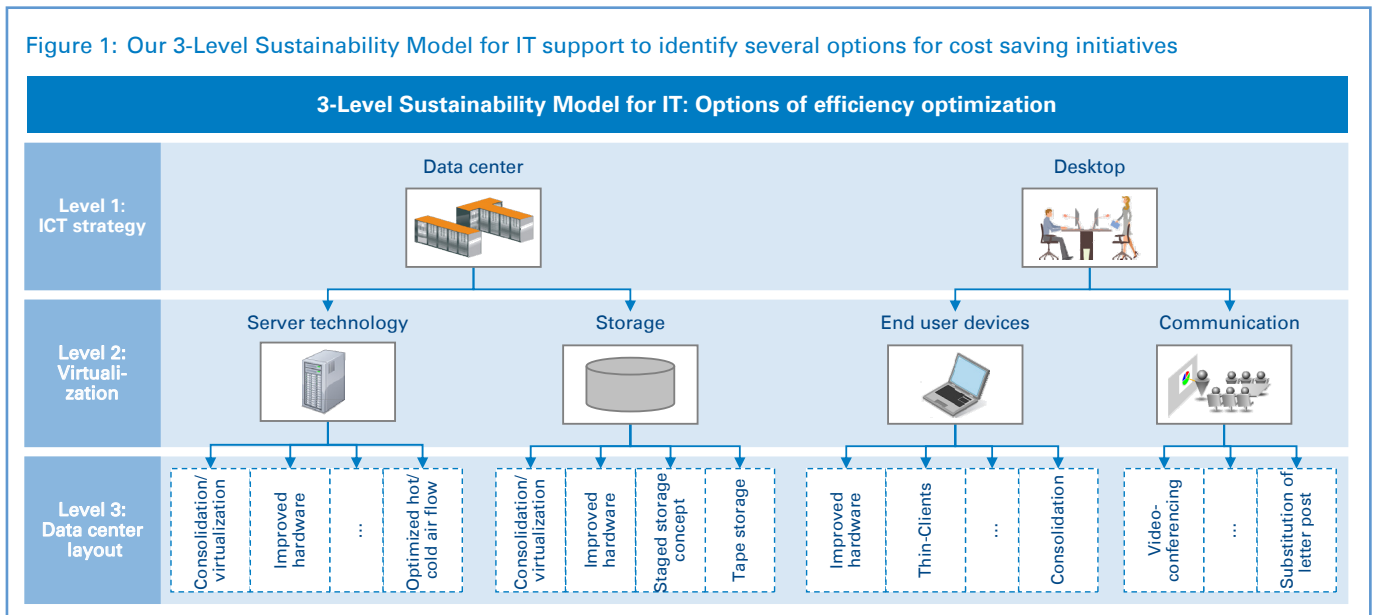 Figure 1: Our 3-Level Sustainability Model for IT support to identify several options for cost saving initiatives
3-Level Sustainability Model for IT: Options of efficiency optimization
Level 1:
ICT strategy
Data center
Desktop
Level 2:
Virtuali-
zation
Server technology
Storage
End user devices
Communication
Level 3:
Data center
layout
Consolidation/
virtualization
Improved
hardware
...
Optimized hot/
cold air flow
Consolidation/
virtualization
Improved
hardware
Staged storage
concept
Tape storage
Improved
hardware
Thin-Clients
...
Consolidation
Video-
conferencing
...
Substitution of
letter post